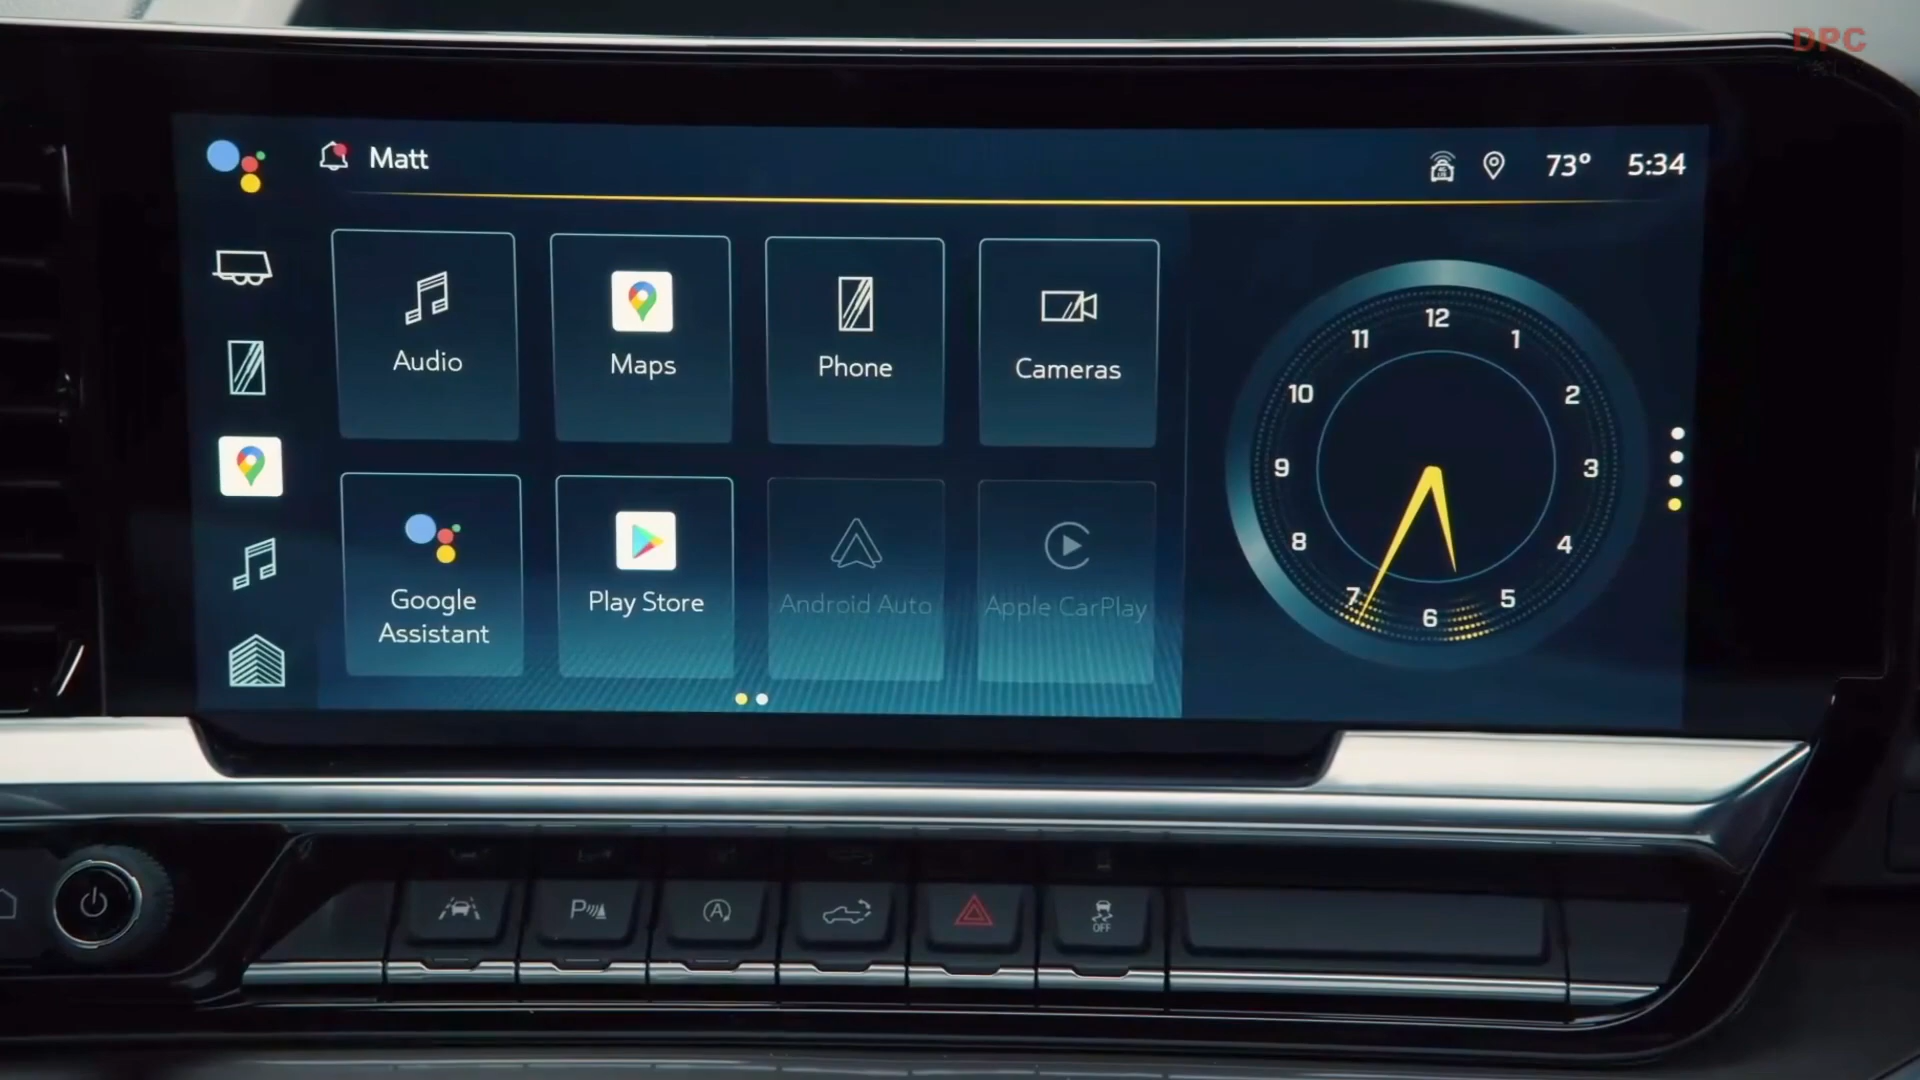 DPC
Matt
73° 5:34
Audio
Maps
Phone
Cameras
Google
Assistant
Play Store
Android Auto
Apple CarPlay
12
1
2
3
4
5
6
7
8
9
10
11
P
A
OFF